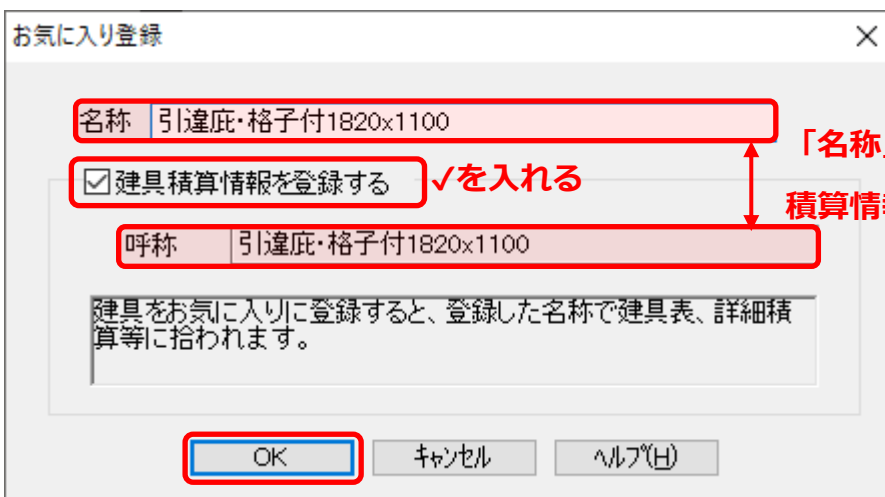 お気に入り登録
名称 引違庇・格子付1820x1100
「名称」
建具積算情報を登録する ✓を入れる
積算情
呼称 引違庇・格子付1820x1100
建具をお気に入りに登録すると、登録した名称で建具表、詳細積
算等に拾われます。
OK キャンセル ヘルプ(H)